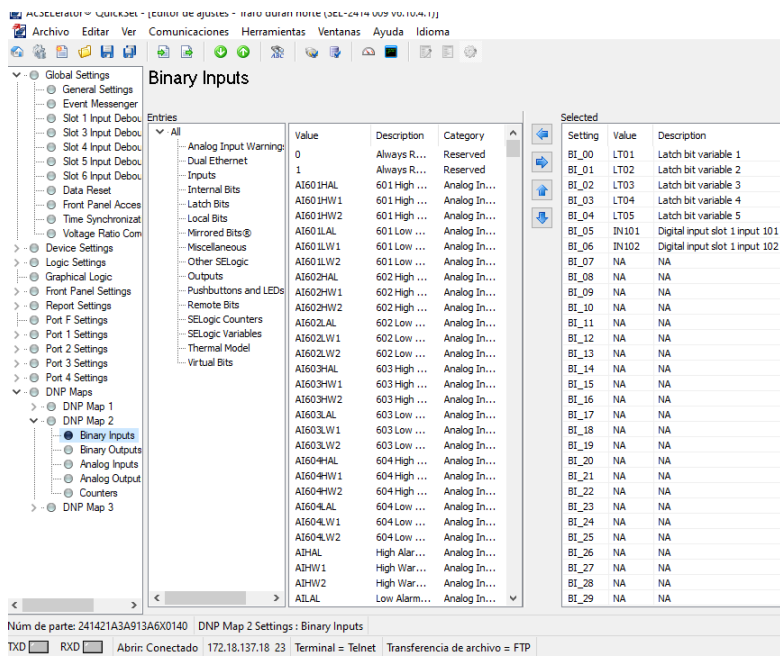 AcSELerator® QuickSet - [Editor de ajustes - Trafo duran norte (SEL-2414 009 v6.10.4.1)]
Archivo Editar Ver Comunicaciones Herramientas Ventanas Ayuda Idioma
Global Settings
General Settings
Event Messenger
Slot 1 Input Debou
Slot 3 Input Debou
Slot 4 Input Debou
Slot 5 Input Debou
Slot 6 Input Debou
Data Reset
Front Panel Acces
Time Synchronizat
Voltage Ratio Com
Device Settings
Logic Settings
Graphical Logic
Front Panel Settings
Report Settings
Port F Settings
Port 1 Settings
Port 2 Settings
Port 3 Settings
Port 4 Settings
DNP Maps
DNP Map 1
DNP Map 2
Binary Inputs
Binary Outputs
Analog Inputs
Analog Output
Counters
DNP Map 3
Binary Inputs
Entries
All
Analog Input Warning:
Dual Ethernet
Inputs
Internal Bits
Latch Bits
Local Bits
Mirrored Bits®
Miscellaneous
Other SELogic
Outputs
Pushbuttons and LEDs
Remote Bits
SELogic Counters
SELogic Variables
Thermal Model
Virtual Bits
Value Description Category
0 Always R... Reserved
1 Always R... Reserved
AI601HAL 601 High ... Analog In...
AI601HW1 601 High ... Analog In...
AI601HW2 601 High ... Analog In...
AI601LAL 601 Low ... Analog In...
AI601LW1 601 Low ... Analog In...
AI601LW2 601 Low ... Analog In...
AI602HAL 602 High ... Analog In...
AI602HW1 602 High ... Analog In...
AI602HW2 602 High ... Analog In...
AI602LAL 602 Low ... Analog In...
AI602LW1 602 Low ... Analog In...
AI602LW2 602 Low ... Analog In...
AI603HAL 603 High ... Analog In...
AI603HW1 603 High ... Analog In...
AI603HW2 603 High ... Analog In...
AI603LAL 603 Low ... Analog In...
AI603LW1 603 Low ... Analog In...
AI603LW2 603 Low ... Analog In...
AI604HAL 604 High ... Analog In...
AI604HW1 604 High ... Analog In...
AI604HW2 604 High ... Analog In...
AI604LAL 604 Low ... Analog In...
AI604LW1 604 Low ... Analog In...
AI604LW2 604 Low ... Analog In...
AIHAL High Alar... Analog In...
AIHW1 High War... Analog In...
AIHW2 High War... Analog In...
AILAL Low Alarm... Analog In...
Selected
Setting Value Description
BI_00 LT01 Latch bit variable 1
BI_01 LT02 Latch bit variable 2
BI_02 LT03 Latch bit variable 3
BI_03 LT04 Latch bit variable 4
BI_04 LT05 Latch bit variable 5
BI_05 IN101 Digital input slot 1 input 101
BI_06 IN102 Digital input slot 1 input 102
BI_07 NA NA
BI_08 NA NA
BI_09 NA NA
BI_10 NA NA
BI_11 NA NA
BI_12 NA NA
BI_13 NA NA
BI_14 NA NA
BI_15 NA NA
BI_16 NA NA
BI_17 NA NA
BI_18 NA NA
BI_19 NA NA
BI_20 NA NA
BI_21 NA NA
BI_22 NA NA
BI_23 NA NA
BI_24 NA NA
BI_25 NA NA
BI_26 NA NA
BI_27 NA NA
BI_28 NA NA
BI_29 NA NA
Núm de parte: 241421A3A913A6X0140 DNP Map 2 Settings : Binary Inputs
TXD RXD Abrir: Conectado 172.18.137.18 23 Terminal = Telnet Transferencia de archivo = FTP